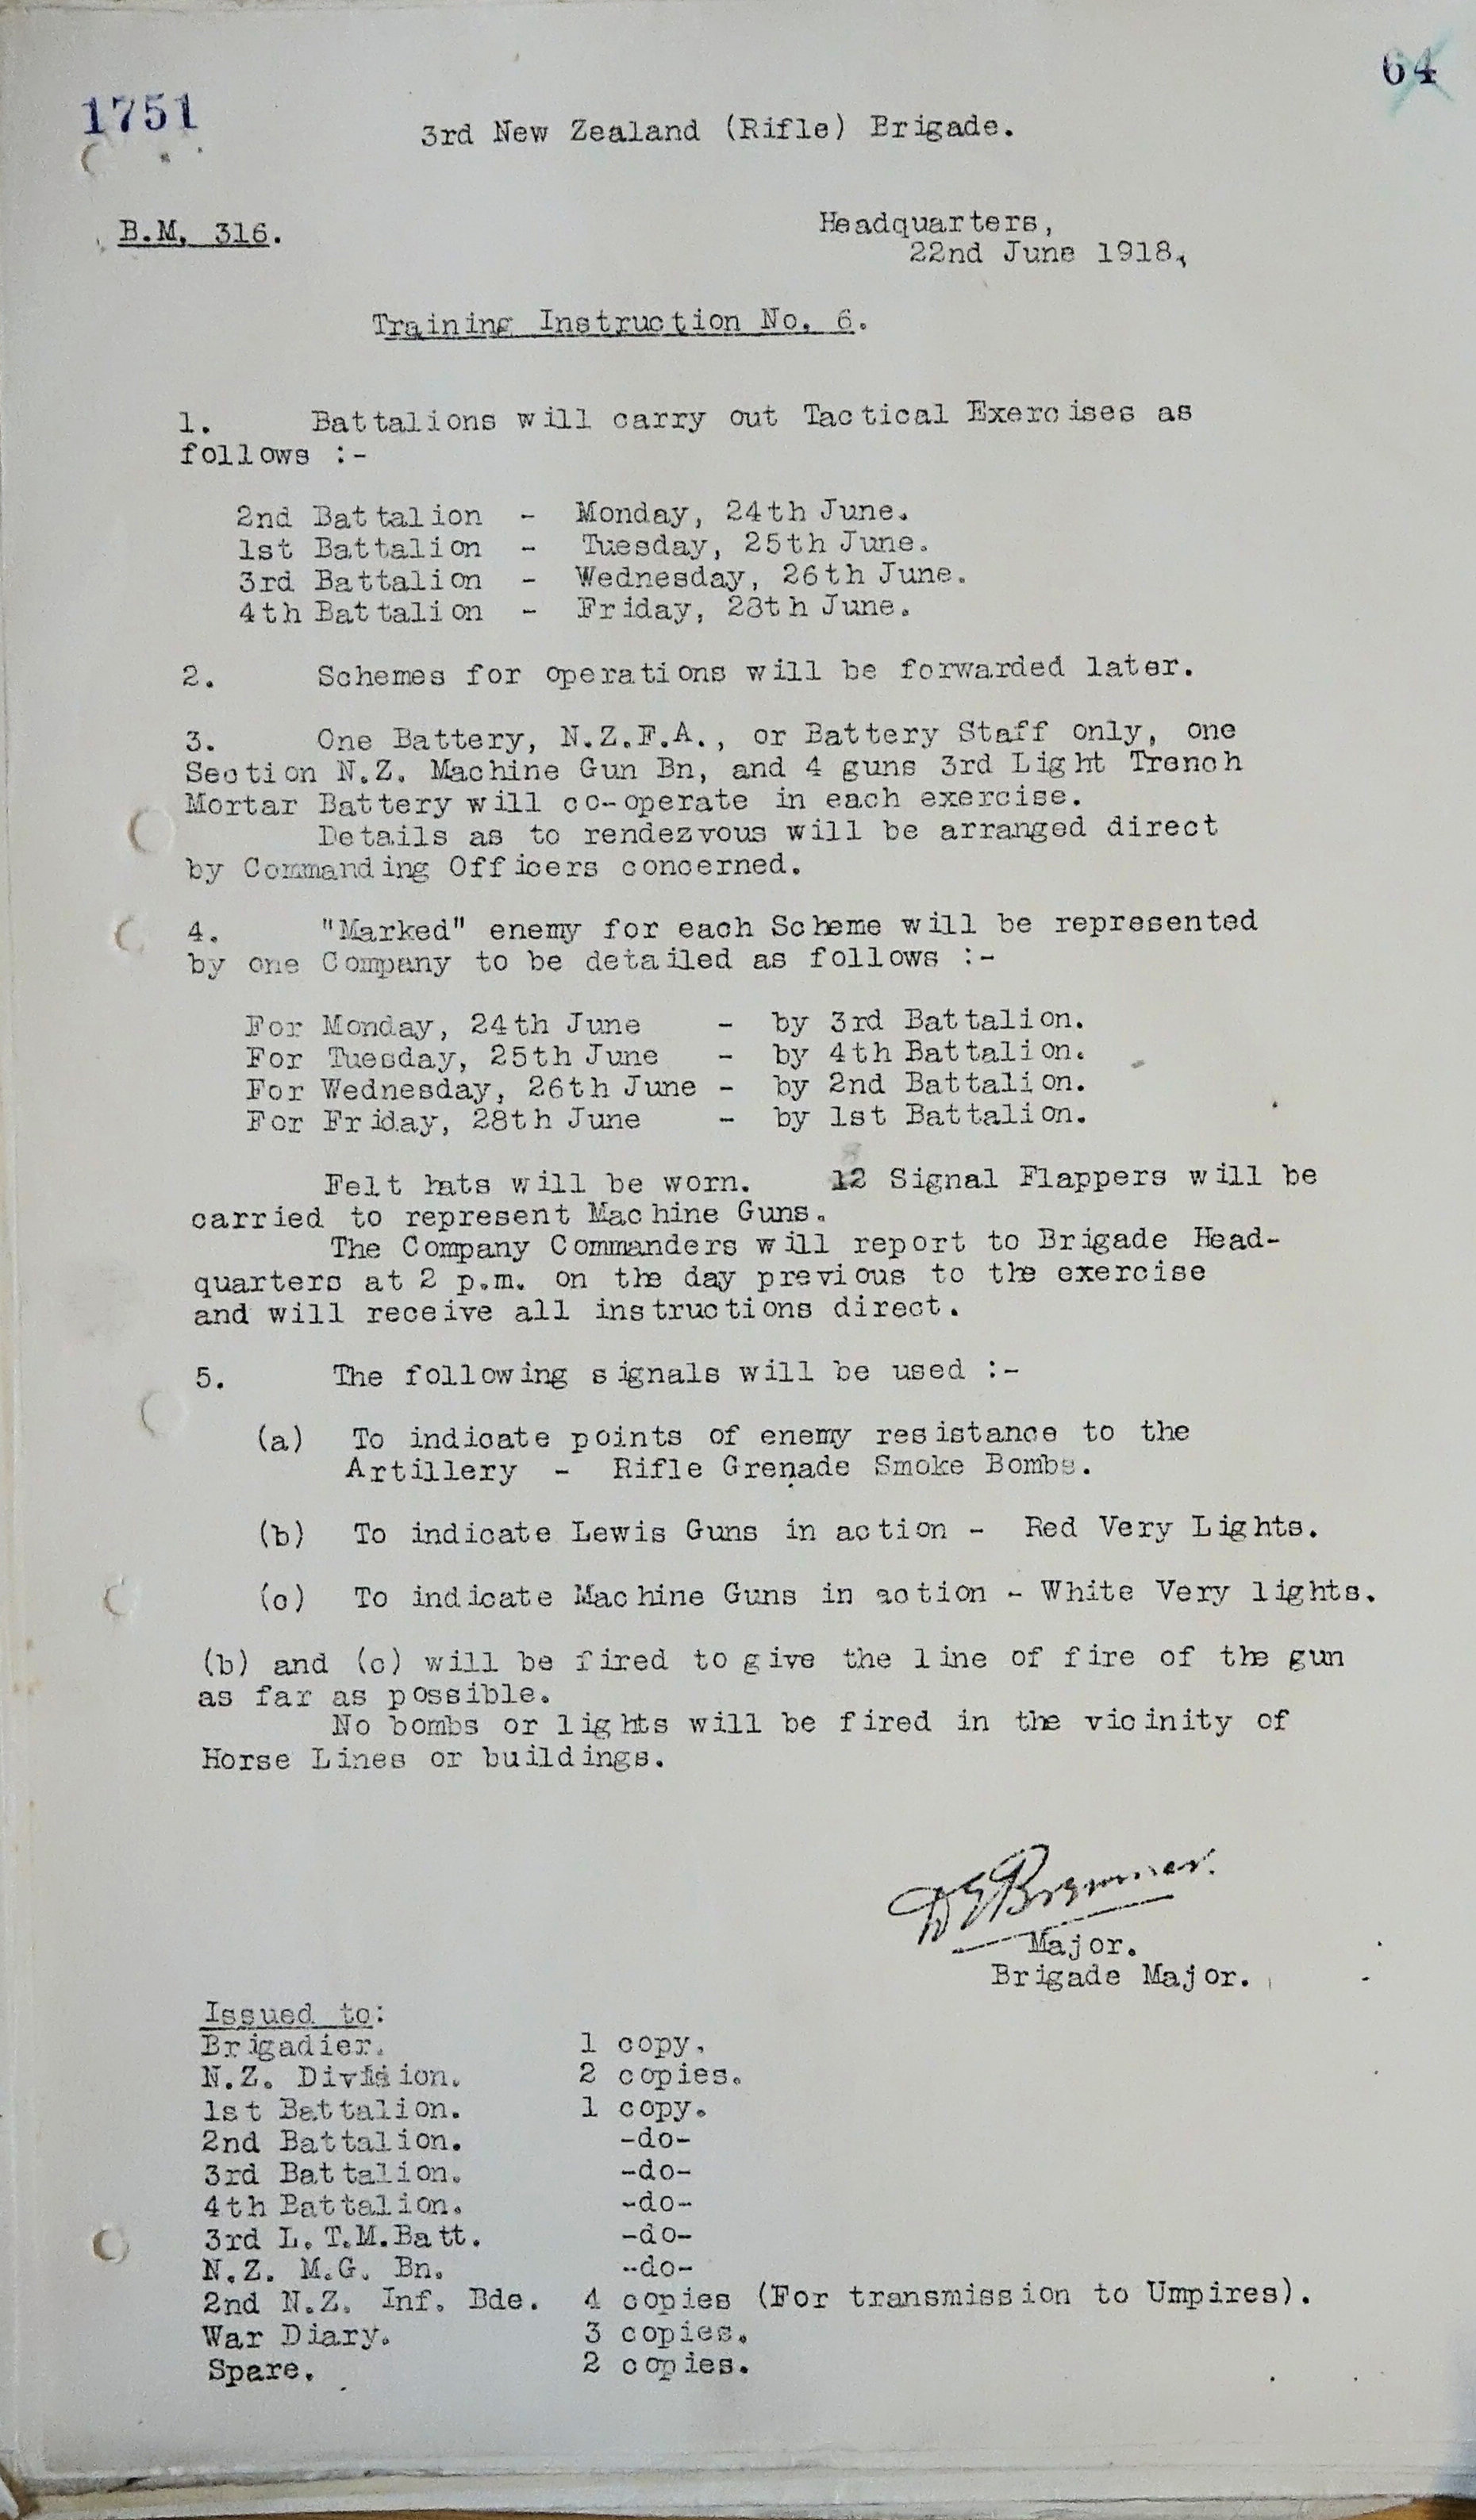 64
1751
3rd New Zealand (Rifle) Brigade.
B.M. 316.
Headquarters,
22nd June 1918.
Training Instruction No. 6.
1. Battalions will carry out Tactical Exercises as
follows :-
2nd Battalion - Monday, 24th June.
1st Battalion - Tuesday, 25th June.
3rd Battalion - Wednesday, 26th June.
4th Battalion - Friday, 28th June.
2. Schemes for operations will be forwarded later.
3. One Battery, N.Z.F.A., or Battery Staff only, one
Section N.Z. Machine Gun Bn, and 4 guns 3rd Light Trench
Mortar Battery will co-operate in each exercise.
Details as to rendezvous will be arranged direct
by Commanding Officers concerned.
4. "Marked" enemy for each Scheme will be represented
by one Company to be detailed as follows :-
For Monday, 24th June - by 3rd Battalion.
For Tuesday, 25th June - by 4th Battalion.
For Wednesday, 26th June - by 2nd Battalion.
For Friday, 28th June - by 1st Battalion.
Felt hats will be worn. 12 Signal Flappers will be
carried to represent Machine Guns.
The Company Commanders will report to Brigade Head-
quarters at 2 p.m. on the day previous to the exercise
and will receive all instructions direct.
5. The following signals will be used :-
(a) To indicate points of enemy resistance to the
Artillery - Rifle Grenade Smoke Bombs.
(b) To indicate Lewis Guns in action - Red Very Lights.
(c) To indicate Machine Guns in action - White Very lights.
(b) and (c) will be fired to give the line of fire of the gun
as far as possible.
No bombs or lights will be fired in the vicinity of
Horse Lines or buildings.
Bremner.
Major.
Brigade Major.
Issued to:
Brigadier. 1 copy.
N.Z. Division. 2 copies.
1st Battalion. 1 copy.
2nd Battalion. -do-
3rd Battalion. -do-
4th Battalion. -do-
3rd L.T.M.Batt. -do-
N.Z. M.G. Bn. -do-
2nd N.Z. Inf. Bde. 4 copies (For transmission to Umpires).
War Diary. 3 copies.
Spare. 2 copies.